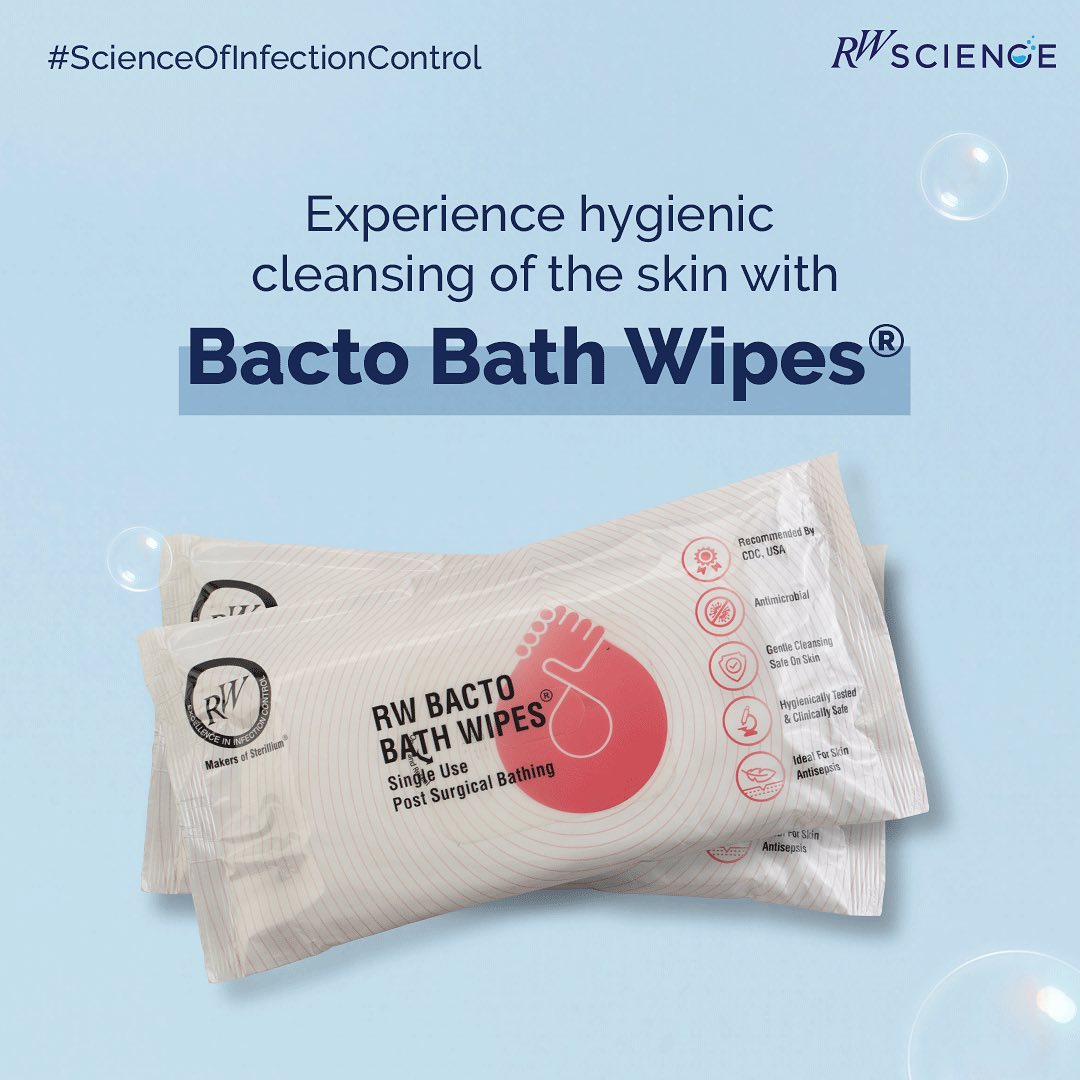 #ScienceOfInfectionControl
RW SCIENCE
Experience hygienic
cleansing of the skin with
Bacto Bath Wipes®
RW
RW
EXCELLENCE IN INFECTION CONTROL
Makers of Sterillium®
RW BACTO
BATH WIPES®
Single Use
Post Surgical Bathing
Recommended By
CDC, USA
Antimicrobial
Gentle Cleansing
Safe On Skin
Hygienically Tested
& Clinically Safe
Ideal For Skin
Antisepsis
For Skin
Antisepsis